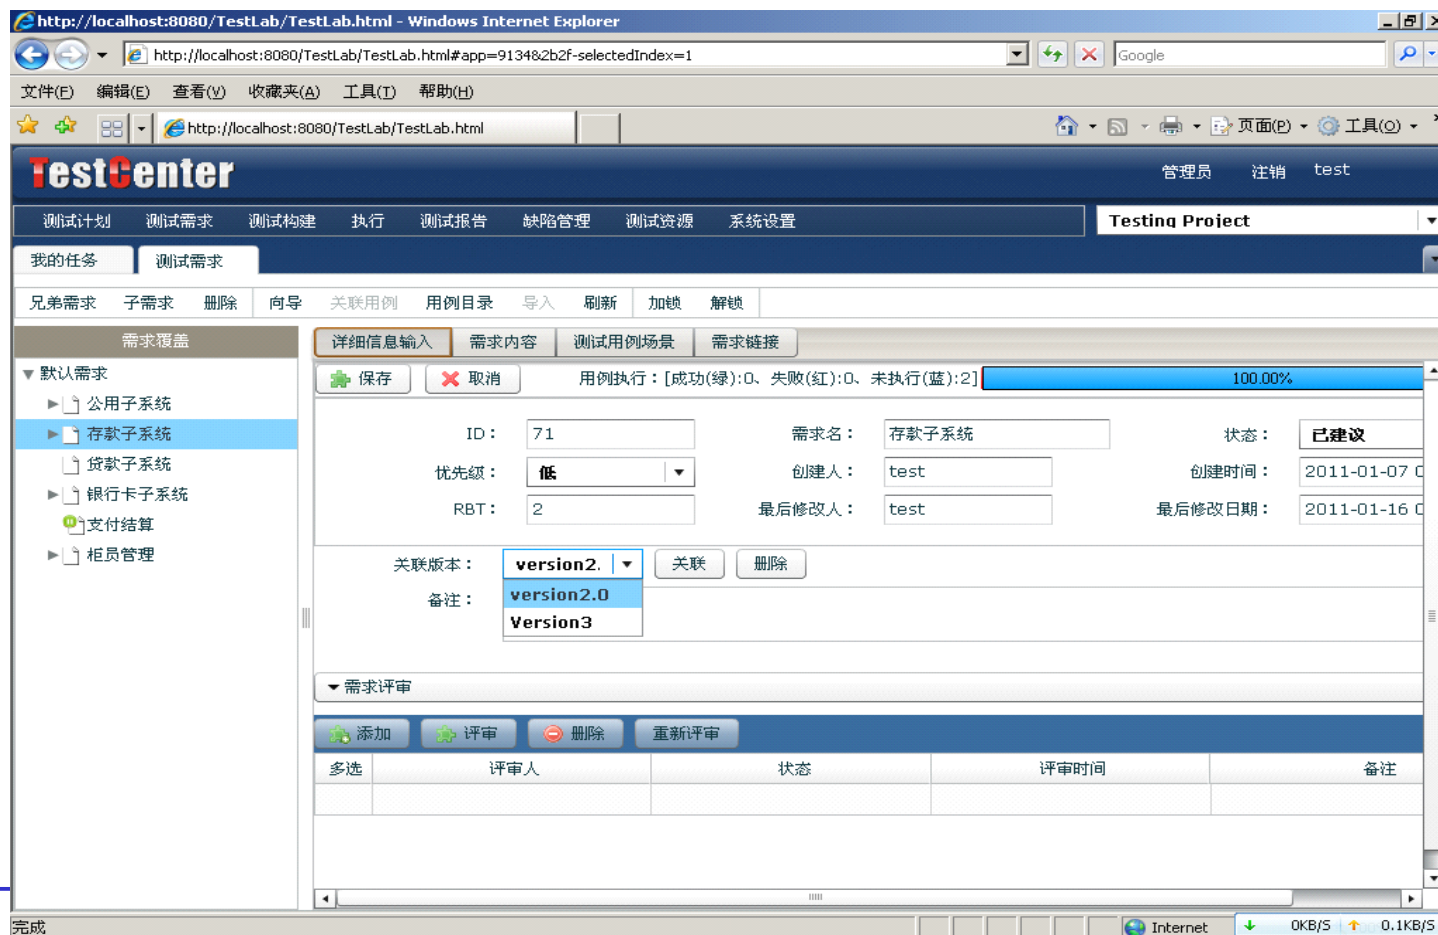 http://localhost:8080/TestLab/TestLab.html - Windows Internet Explorer
http://localhost:8080/TestLab/TestLab.html#app=9134&2b2f-selectedIndex=1 Google
文件(F) 编辑(E) 查看(V) 收藏夹(A) 工具(T) 帮助(H)
http://localhost:8080/TestLab/TestLab.html 页面(P) 工具(O)
TestCenter 管理员 注销 test
测试计划 测试需求 测试构建 执行 测试报告 缺陷管理 测试资源 系统设置 Testing Project
我的任务 测试需求
兄弟需求 子需求 删除 向导 关联用例 用例目录 导入 刷新 加锁 解锁
需求覆盖 详细信息输入 需求内容 测试用例场景 需求链接
默认需求 保存 取消 用例执行：[成功(绿):0、失败(红):0、未执行(蓝):2] 100.00%
公用子系统
存款子系统 ID： 71 需求名： 存款子系统 状态： 已建议
贷款子系统 优先级： 低 创建人： test 创建时间： 2011-01-07 0
银行卡子系统 RBT： 2 最后修改人： test 最后修改日期： 2011-01-16 0
支付结算
柜员管理 关联版本： version2. 关联 删除
备注： version2.0
Version3
需求评审
添加 评审 删除 重新评审
多选 评审人 状态 评审时间 备注
完成 Internet 0KB/S 0.1KB/S